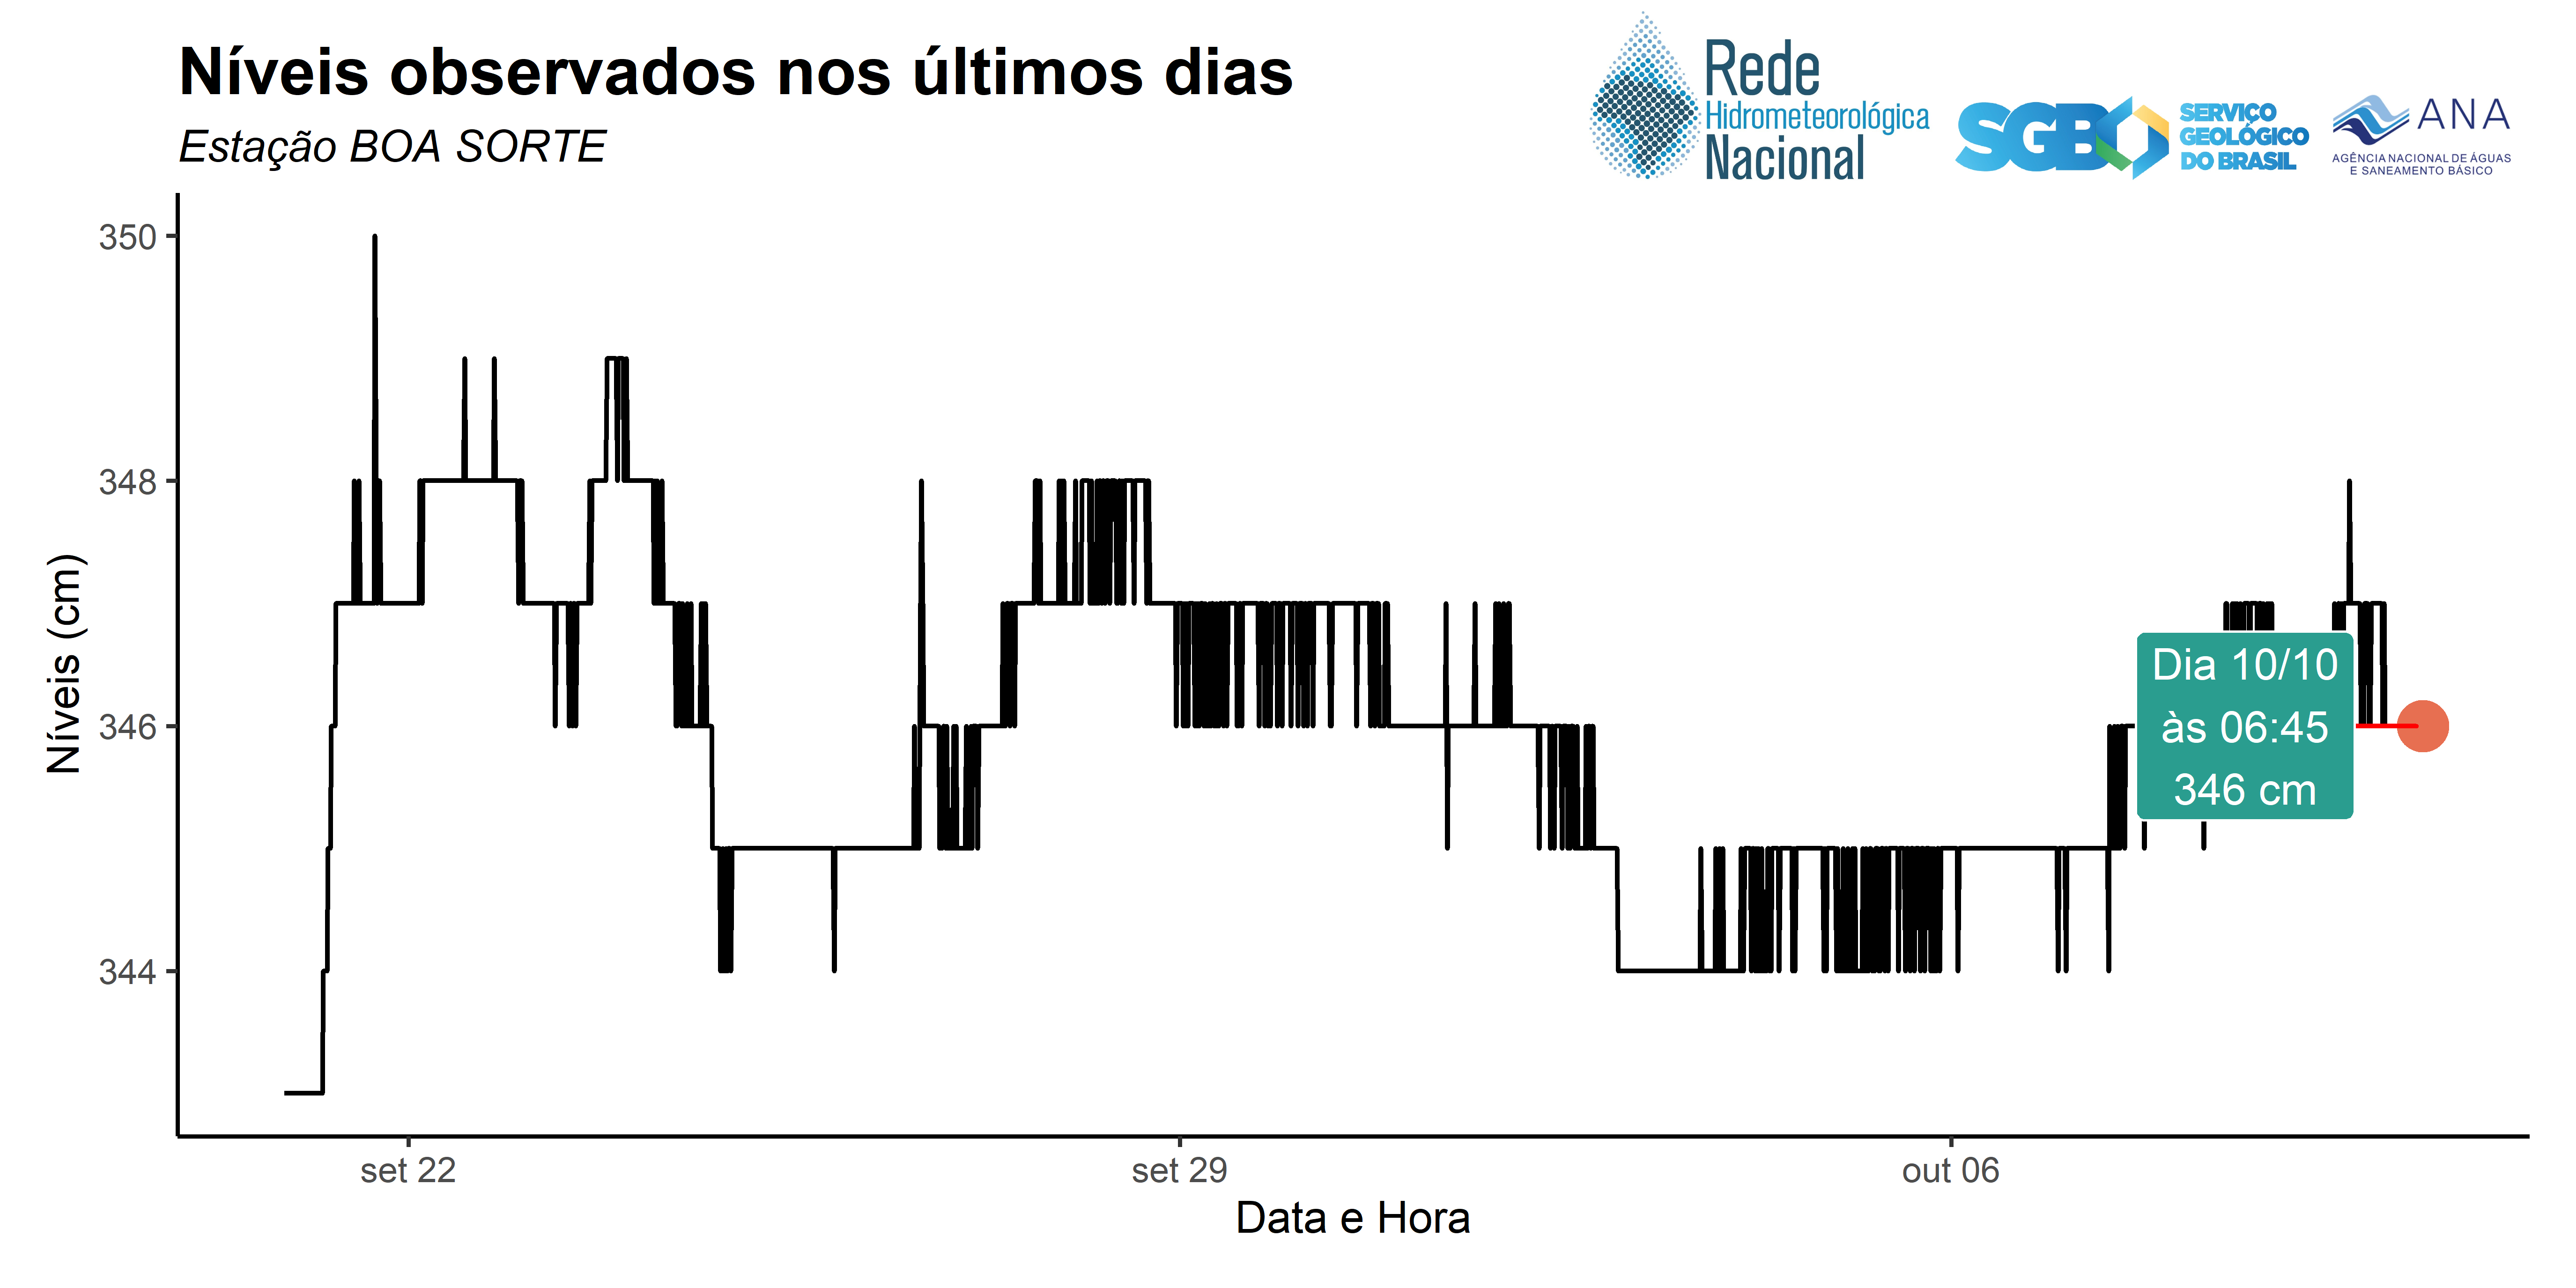 Níveis observados nos últimos dias
Estação BOA SORTE
Rede
Hidrometeorológica
Nacional
SGB
SERVIÇO
GEOLÓGICO
DO BRASIL
ANA
AGÊNCIA NACIONAL DE ÁGUAS
E SANEAMENTO BÁSICO
350
348
346
344
Níveis (cm)
Dia 10/10
às 06:45
346 cm
set 22
set 29
out 06
Data e Hora